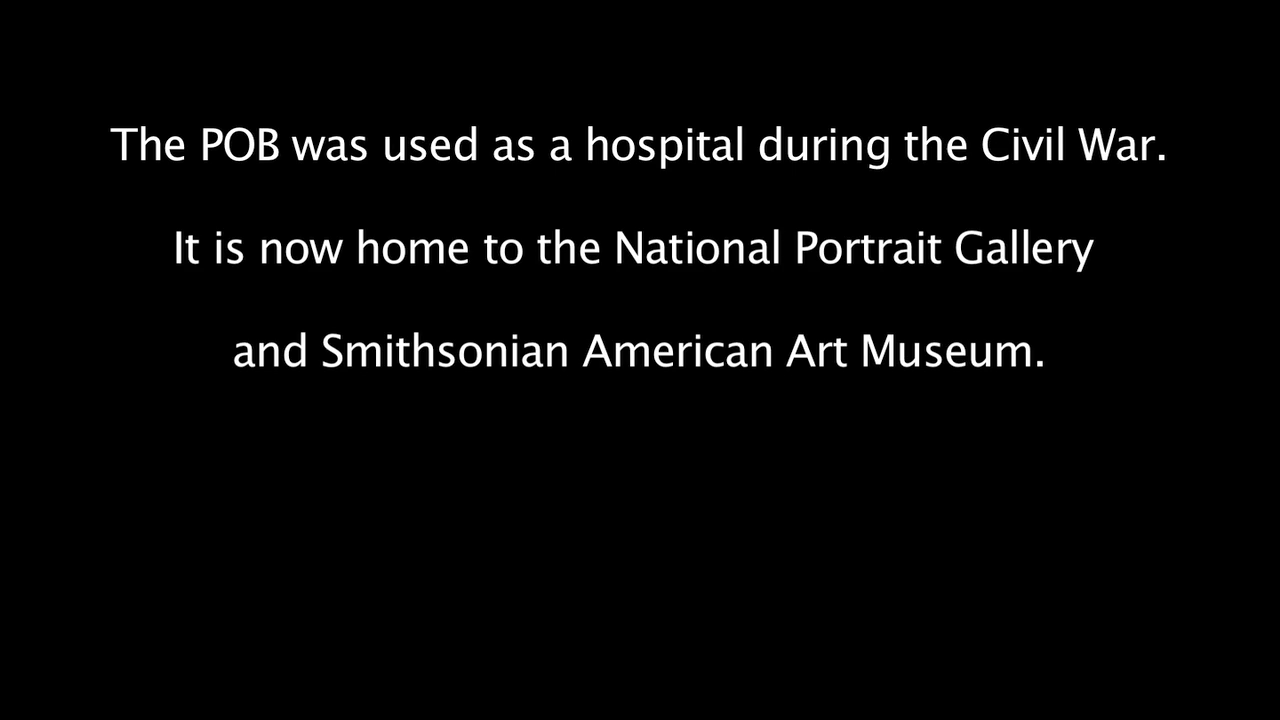 The POB was used as a hospital during the Civil War.
It is now home to the National Portrait Gallery
and Smithsonian American Art Museum.